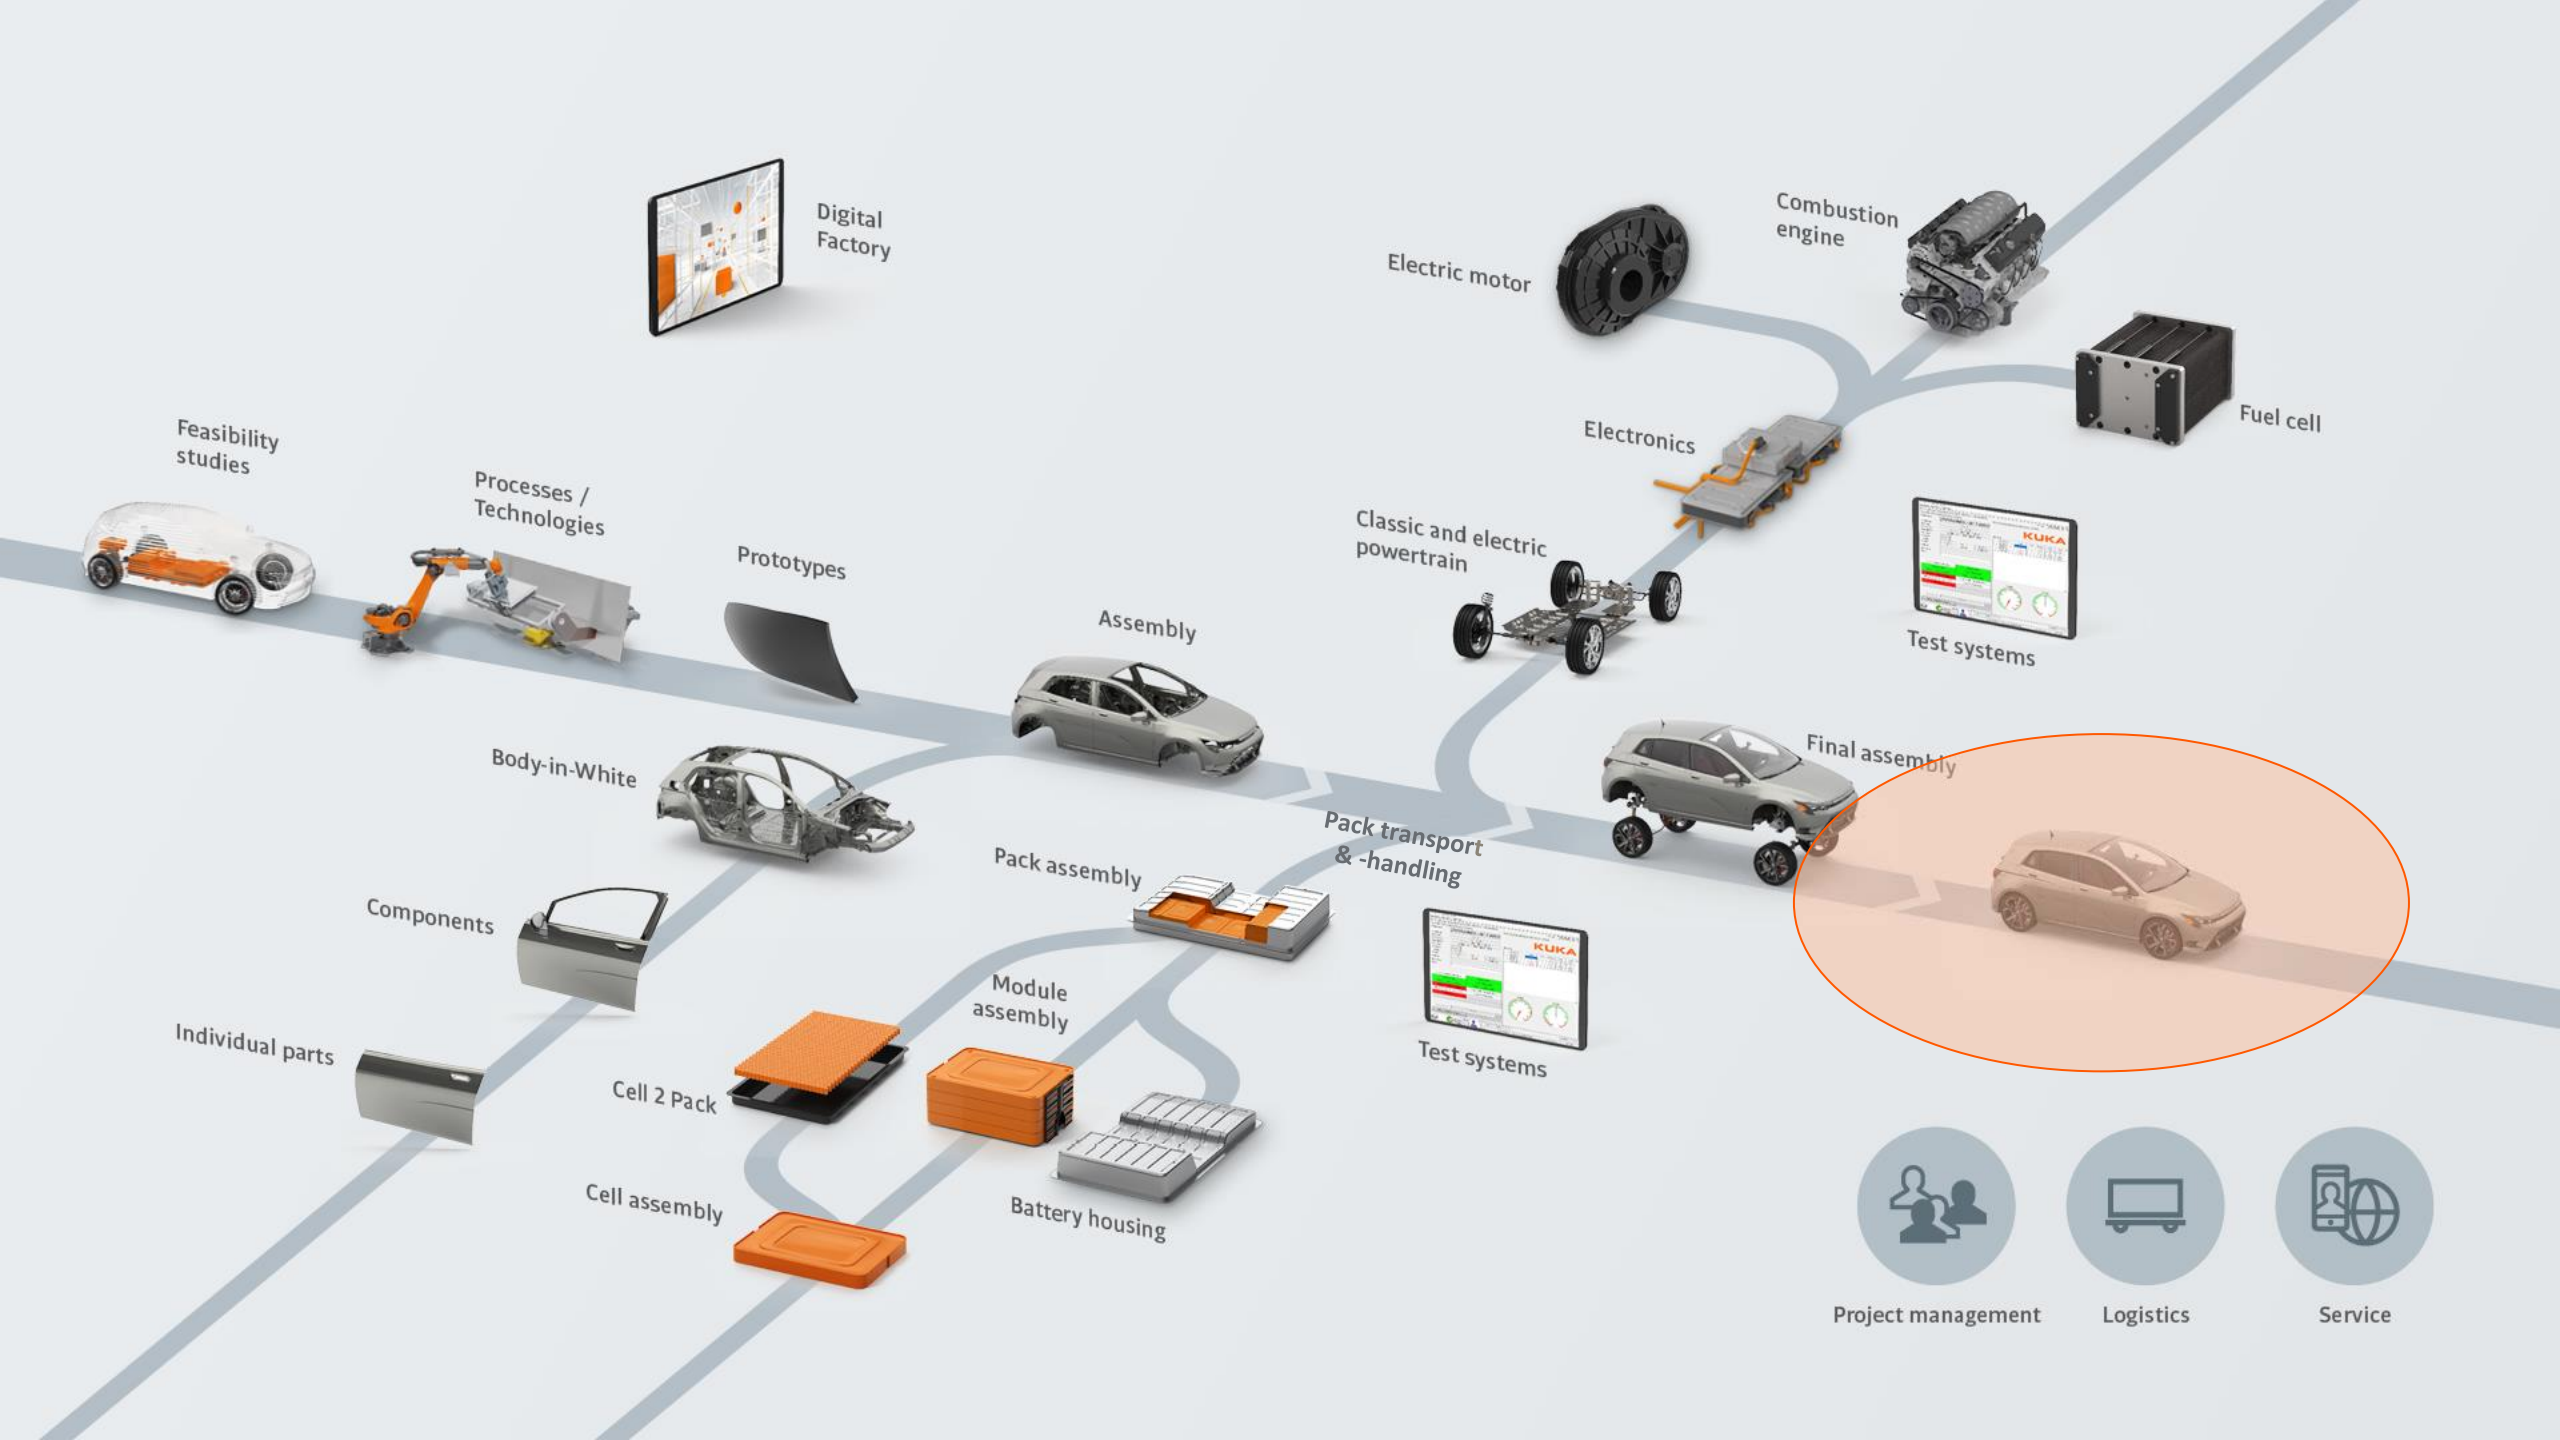 Digital
Factory
Combustion
engine
Electric motor
Fuel cell
Feasibility
studies
Electronics
Processes /
Technologies
Classic and electric
powertrain
KUKA
Test systems
Prototypes
Assembly
Final assembly
Body-in-White
Pack transport
& -handling
Pack assembly
Components
KUKA
Test systems
Module
assembly
Individual parts
Cell 2 Pack
Cell assembly
Battery housing
Project management
Logistics
Service